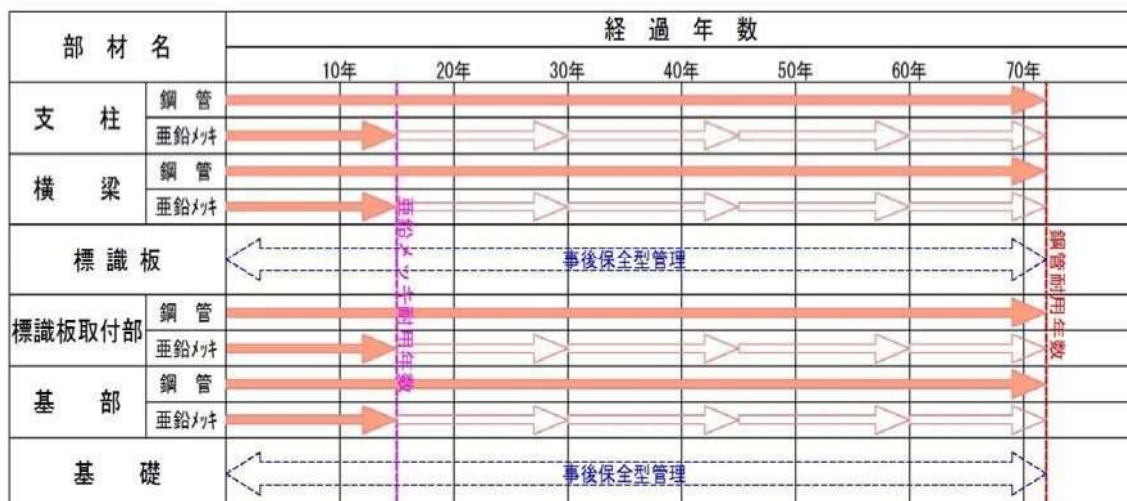 部材名
経過年数
10年 20年 30年 40年 50年 60年 70年
支柱
鋼管
亜鉛ﾒｯｷ
横梁
鋼管
亜鉛ﾒｯｷ
標識板
事後保全型管理
標識板取付部
鋼管
亜鉛ﾒｯｷ
基部
鋼管
亜鉛ﾒｯｷ
基礎
事後保全型管理
亜鉛メッキ耐用年数
鋼管耐用年数